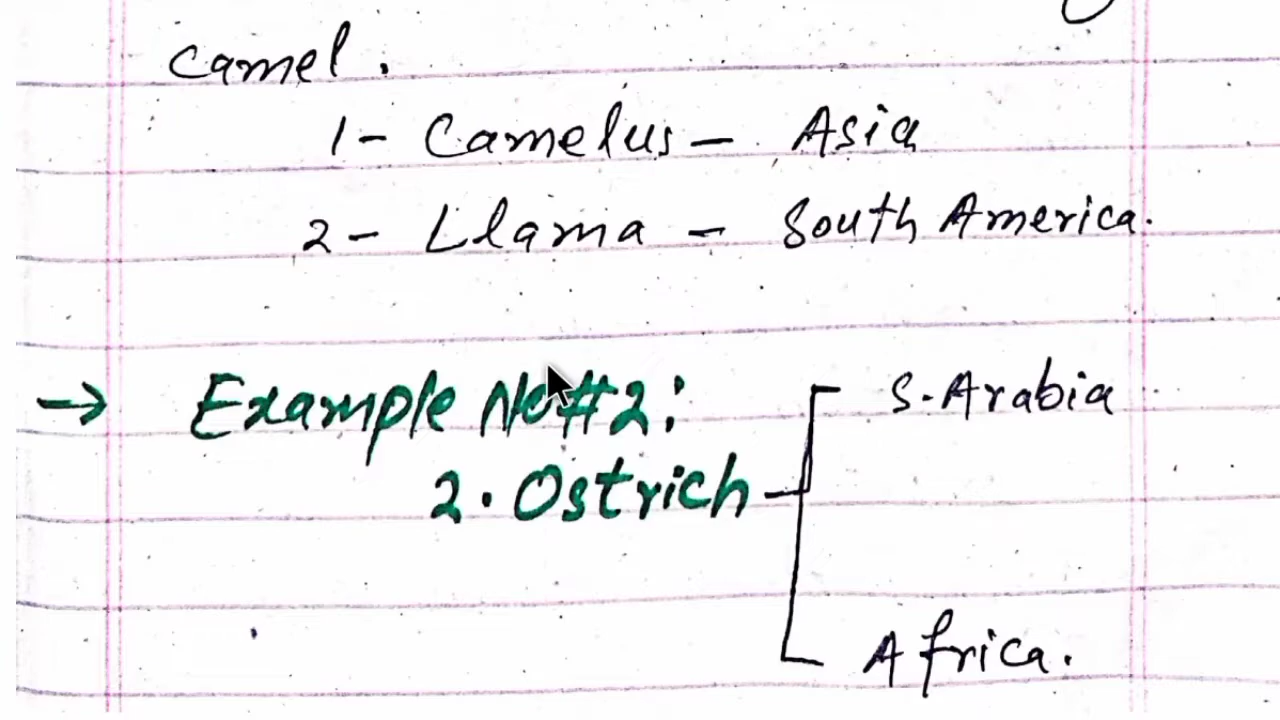 camel.
1- Camelus - Asia
2- Llama - South America.
→ Example No#2:
S. Arabia
2. Ostrich
Africa.